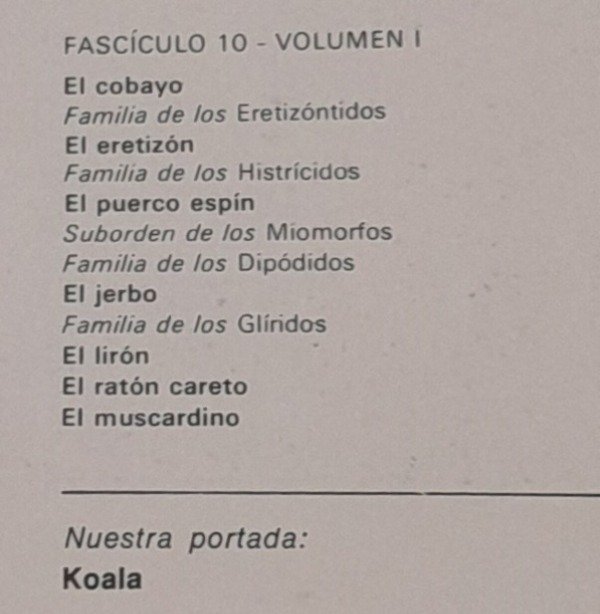 FASCÍCULO 10 - VOLUMEN I
El cobayo
Familia de los Eretizóntidos
El eretizón
Familia de los Histrícidos
El puerco espín
Suborden de los Miomorfos
Familia de los Dipódidos
El jerbo
Familia de los Glíridos
El lirón
El ratón careto
El muscardino
Nuestra portada:
Koala